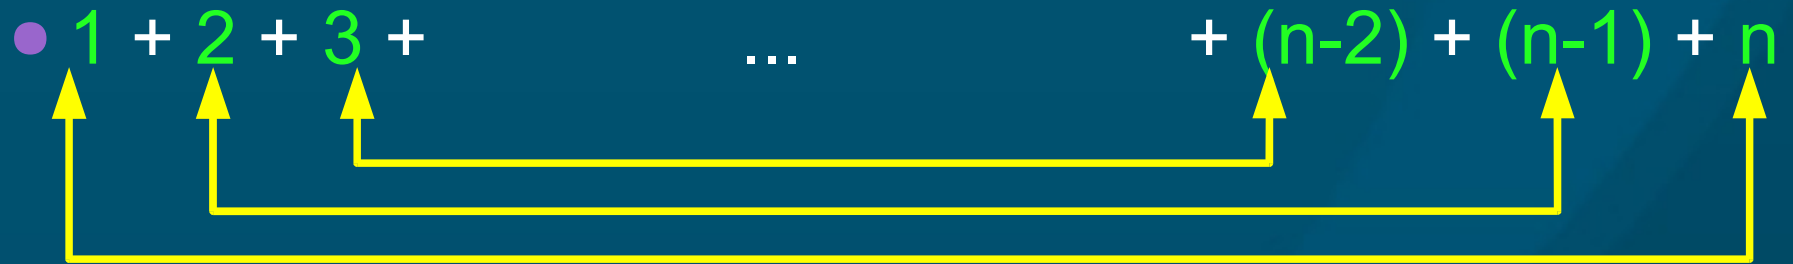 • 1 + 2 + 3 + ... + (n-2) + (n-1) + n